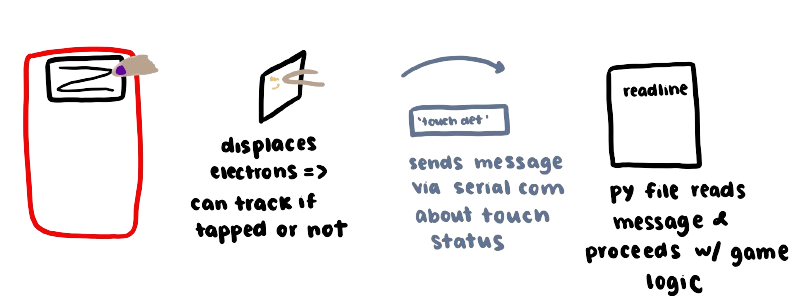 displaces
electrons =>
can track if
tapped or not
'touch det'
sends message
via serial com
about touch
status
readline
py file reads
message &
proceeds w/ game
logic